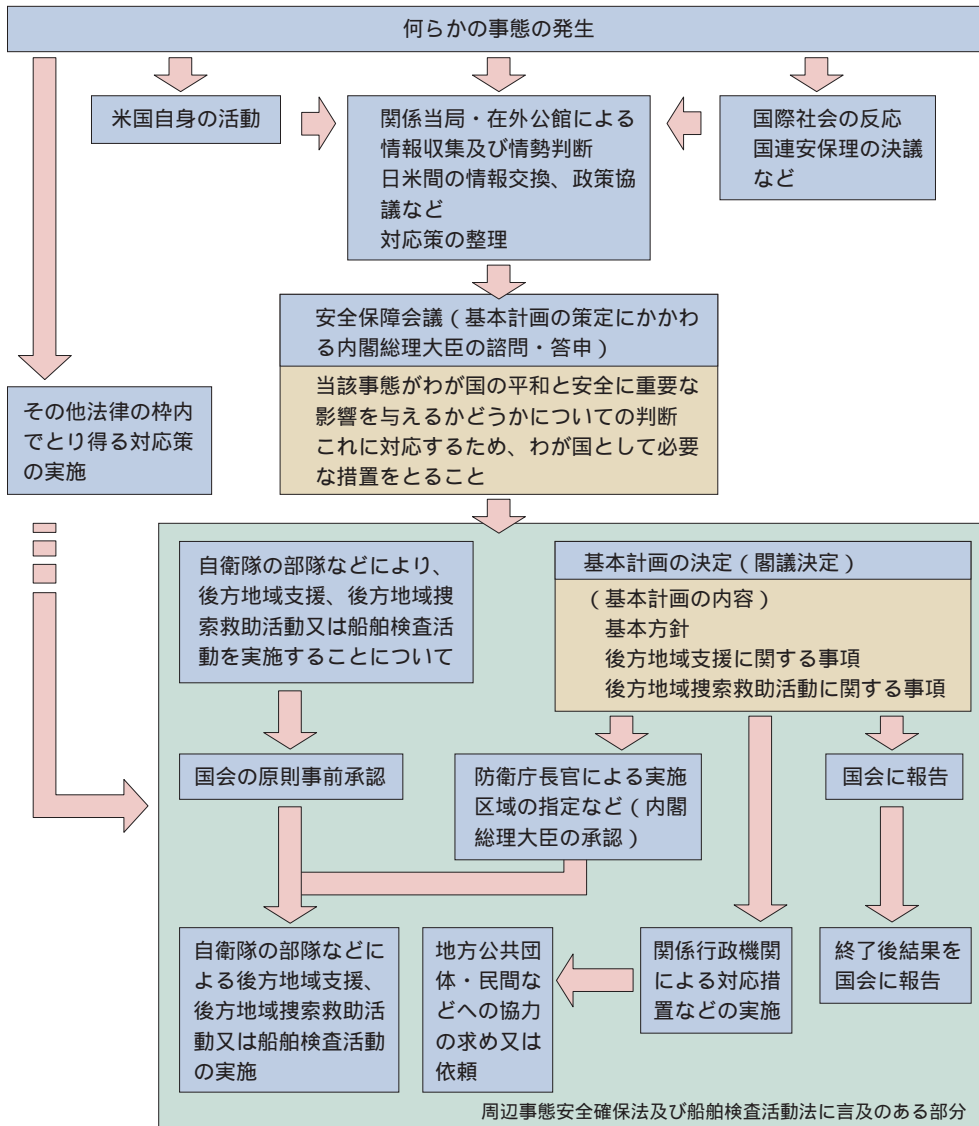 何らかの事態の発生
米国自身の活動
関係当局・在外公館による
情報収集及び情勢判断
日米間の情報交換、政策協
議など
対応策の整理
国際社会の反応
国連安保理の決議
など
安全保障会議（基本計画の策定にかかわ
る内閣総理大臣の諮問・答申）
当該事態がわが国の平和と安全に重要な
影響を与えるかどうかについての判断
これに対応するため、わが国として必要
な措置をとること
その他法律の枠内
でとり得る対応策
の実施
自衛隊の部隊などにより、
後方地域支援、後方地域捜
索救助活動又は船舶検査活
動を実施することについて
基本計画の決定（閣議決定）
（基本計画の内容）
基本方針
後方地域支援に関する事項
後方地域捜索救助活動に関する事項
国会の原則事前承認
防衛庁長官による実施
区域の指定など（内閣
総理大臣の承認）
国会に報告
自衛隊の部隊などに
よる後方地域支援、
後方地域捜索救助活
動又は船舶検査活動
の実施
地方公共団
体・民間な
どへの協力
の求め又は
依頼
関係行政機関
による対応措
置などの実施
終了後結果を
国会に報告
周辺事態安全確保法及び船舶検査活動法に言及のある部分